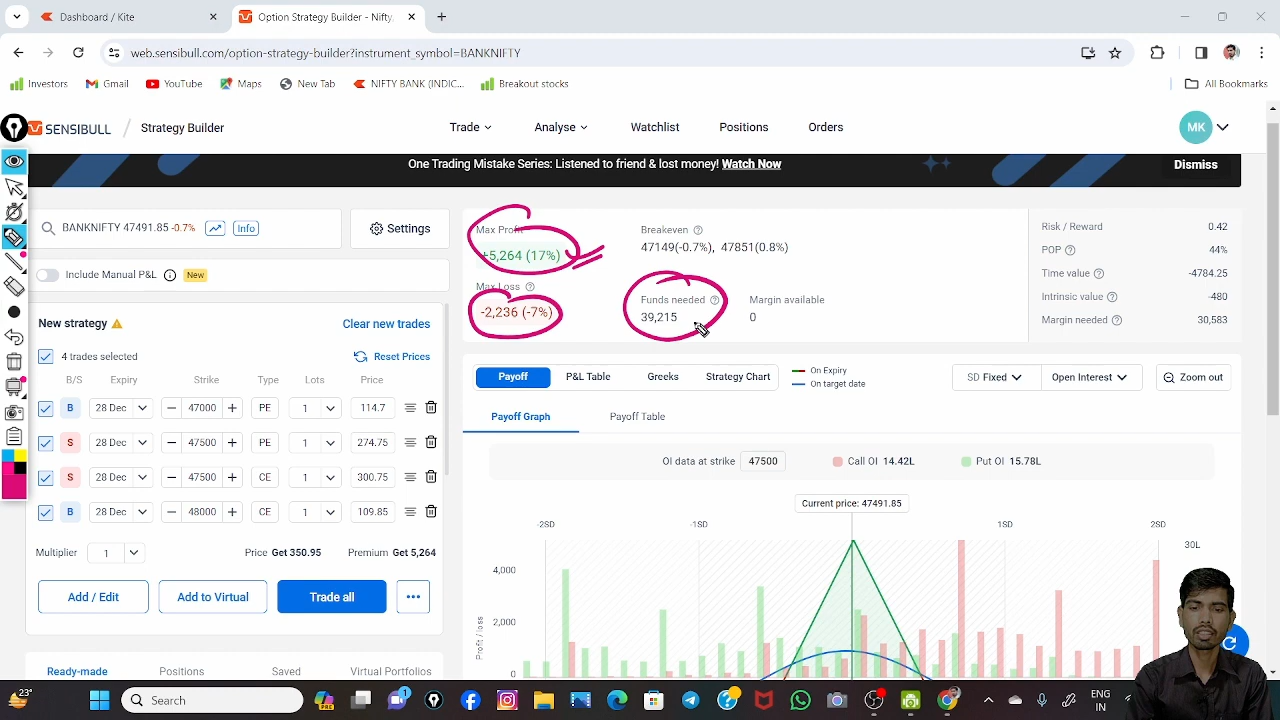 Dashboard / Kite
Option Strategy Builder - Nifty,
web.sensibull.com/option-strategy-builder?instrument_symbol=BANKNIFTY
Investors Gmail YouTube Maps New Tab NIFTY BANK (INDIC... Breakout stocks All Bookmarks
SENSIBULL / Strategy Builder Trade Analyse Watchlist Positions Orders MK
One Trading Mistake Series: Listened to friend & lost money! Watch Now Dismiss
BANKNIFTY 47491.85 -0.7% Info
Settings
Include Manual P&L New
New strategy Clear new trades
4 trades selected Reset Prices
B/S Expiry Strike Type Lots Price
B 28 Dec 47000 PE 1 114.7
S 28 Dec 47500 PE 1 274.75
S 28 Dec 47500 CE 1 300.75
B 28 Dec 48000 CE 1 109.85
Multiplier 1 Price Get 350.95 Premium Get 5,264
Add / Edit Add to Virtual Trade all
Ready-made Positions Saved Virtual Portfolios
Max Profit
+5,264 (17%)
Max Loss
-2,236 (-7%)
Breakeven
47149(-0.7%), 47851(0.8%)
Funds needed Margin available
39,215 0
Risk / Reward 0.42
POP 44%
Time value -4784.25
Intrinsic value -480
Margin needed 30,583
Payoff P&L Table Greeks Strategy Chart
On Expiry
On target date
SD Fixed Open Interest Zoom out
Payoff Graph Payoff Table
OI data at strike 47500 Call OI 14.42L Put OI 15.78L
Current price: 47491.85
-2SD -1SD 1SD 2SD
30L
4,000
2,000
0
Profit / loss
23°
Search
ENG
IN